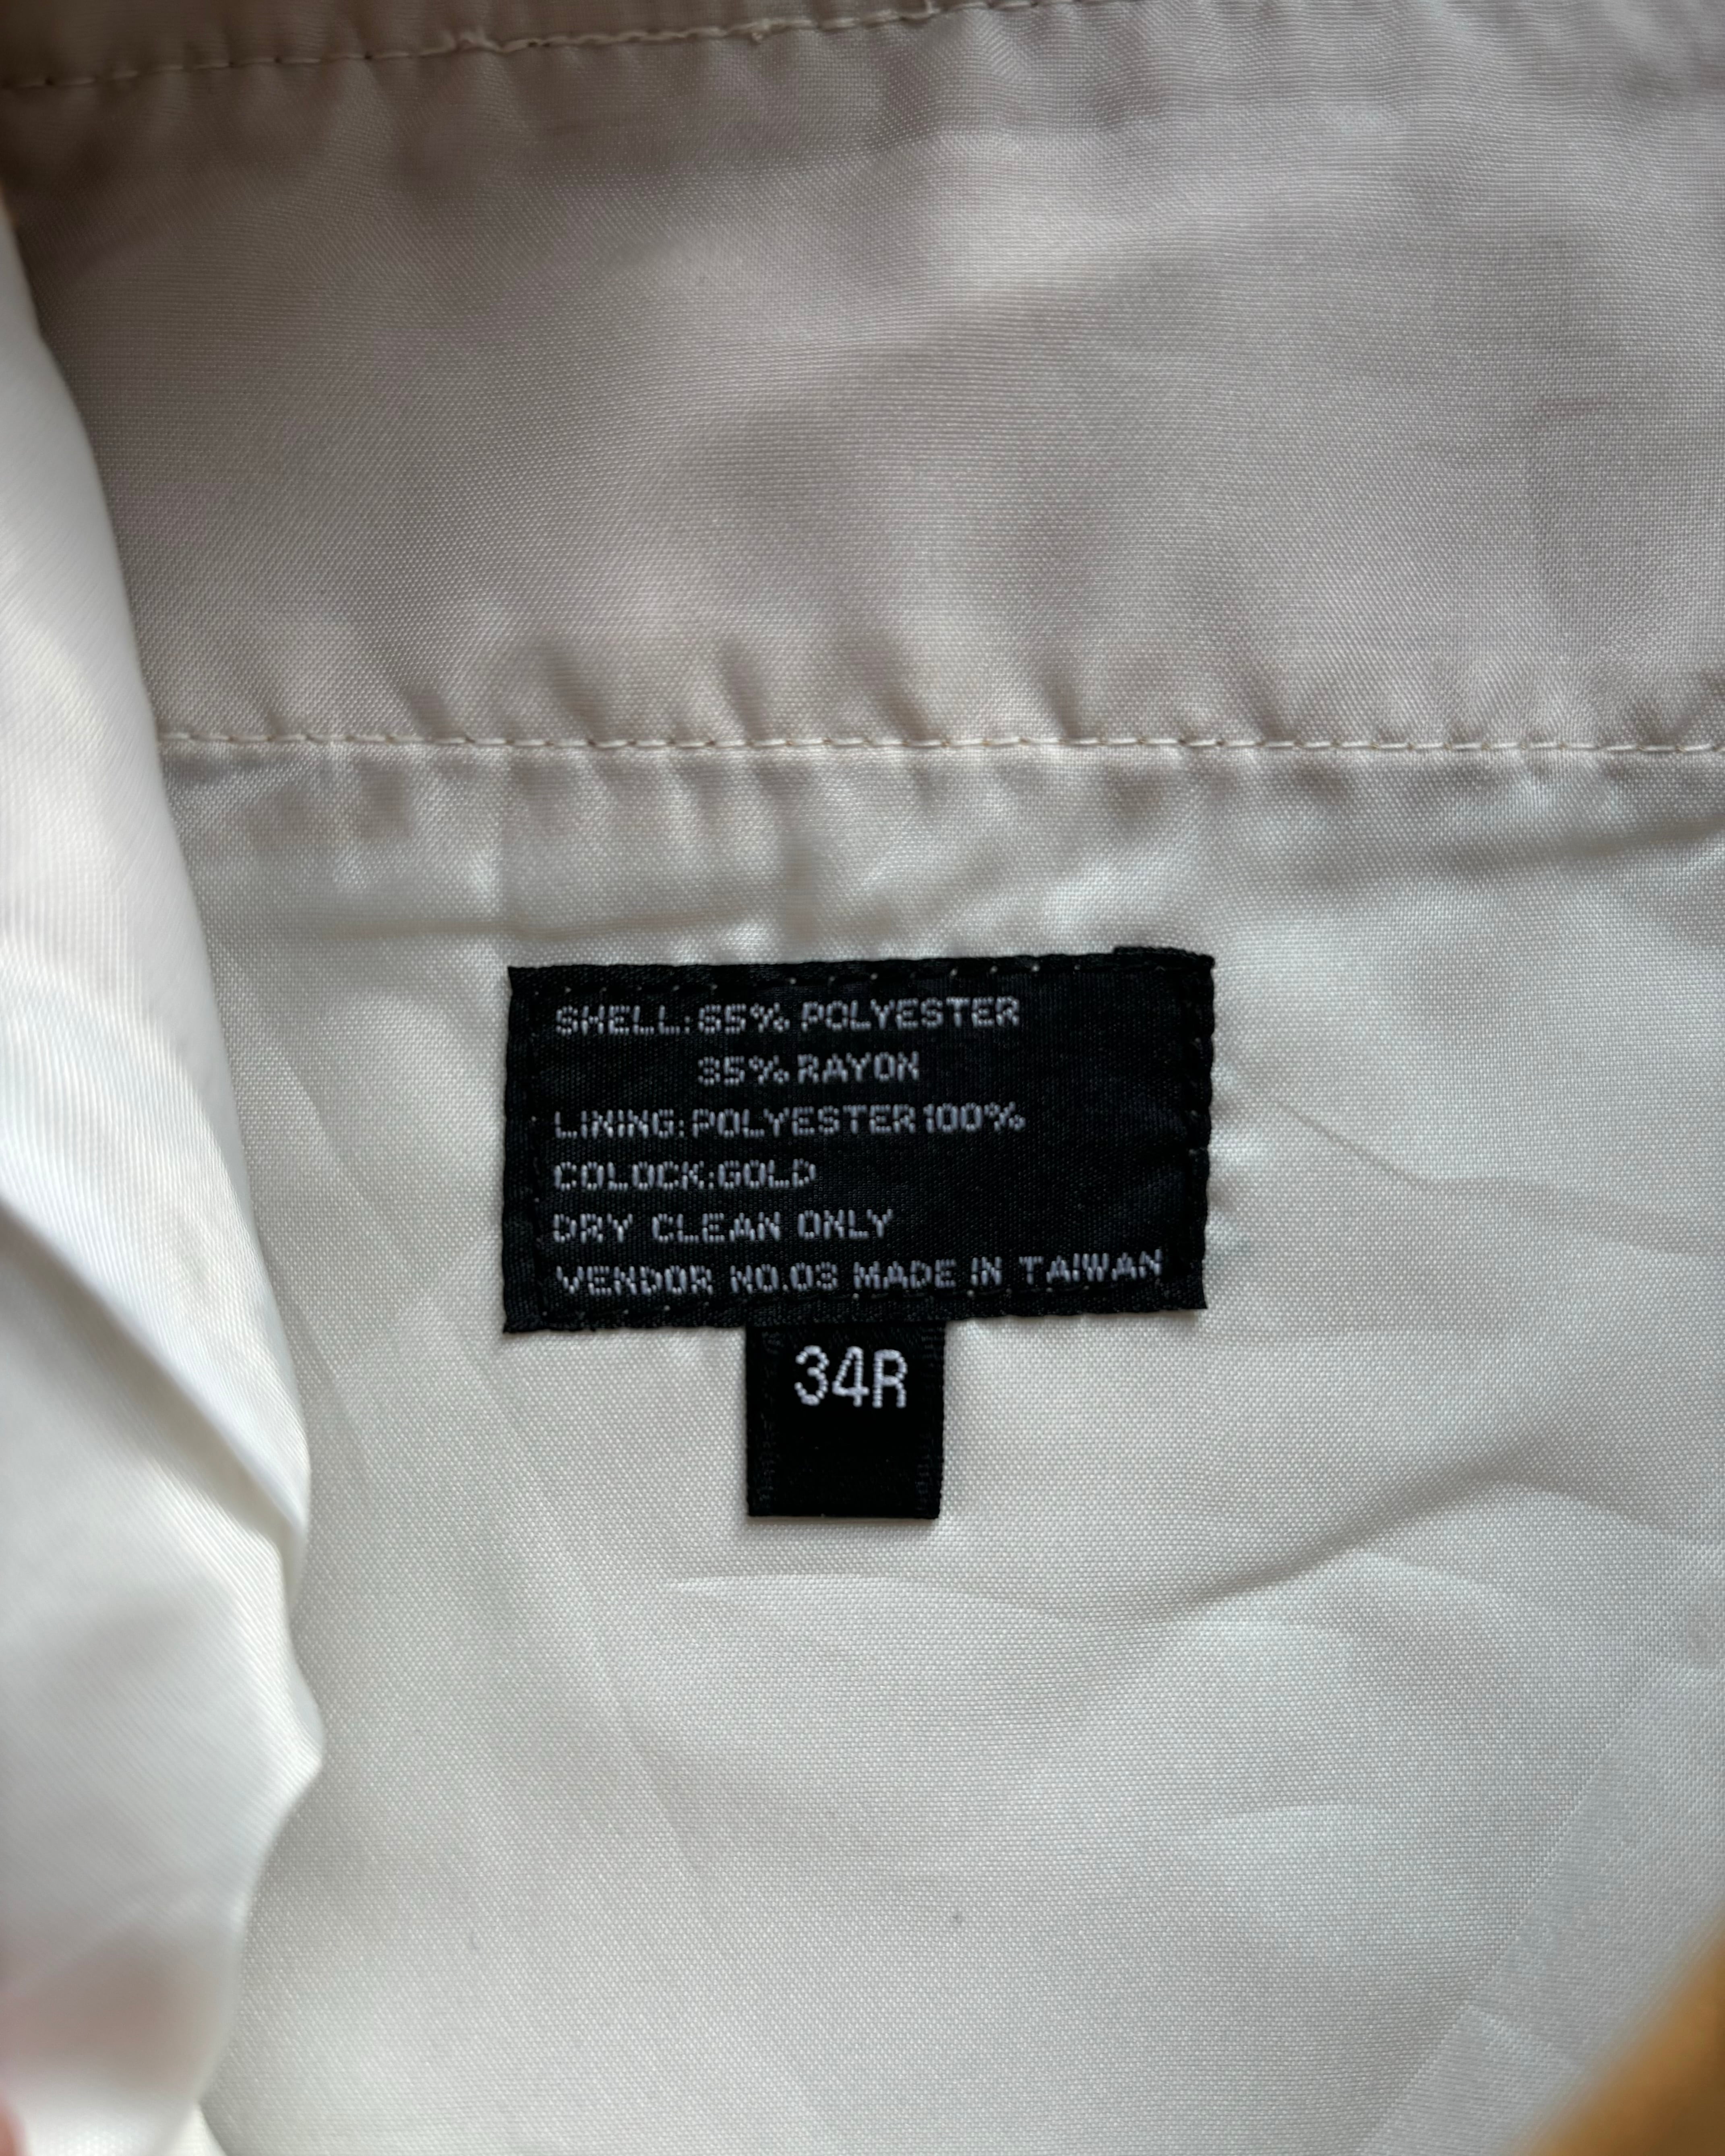 SHELL:65% POLYESTER
35% RAYON
LINING:POLYESTER 100%
COLOCK:GOLD
DRY CLEAN ONLY
VENDOR NO.03 MADE IN TAIWAN
34R